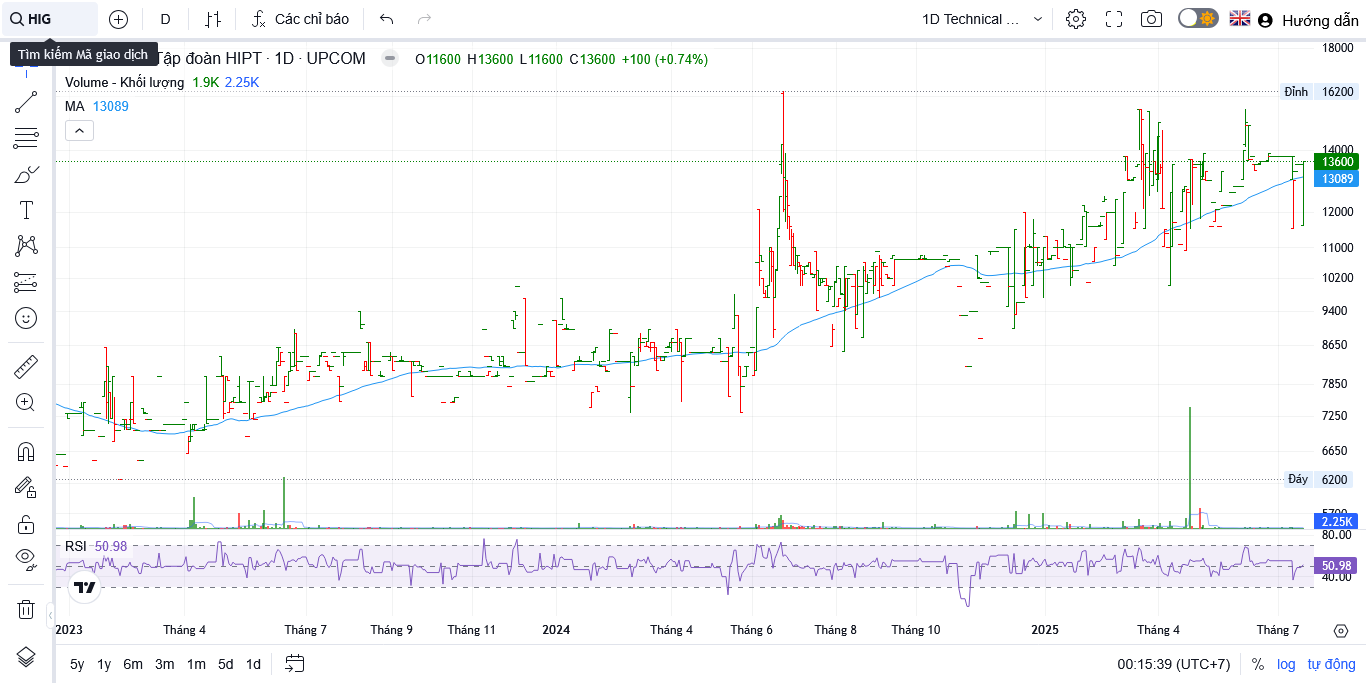 HIG
D
Các chỉ báo
1D Technical ...
Hướng dẫn
Tìm kiếm Mã giao dịch
Tập đoàn HIPT · 1D · UPCOM
O11600 H13600 L11600 C13600 +100 (+0.74%)
Volume - Khối lượng 1.9K 2.25K
MA 13089
18000
Đỉnh 16200
14000
13600
13089
12000
11000
10200
9400
8650
7850
7250
6650
Đáy 6200
5700
2.25K
RSI 50.98
80.00
50.98
40.00
2023 Tháng 4 Tháng 7 Tháng 9 Tháng 11 2024 Tháng 4 Tháng 6 Tháng 8 Tháng 10 2025 Tháng 4 Tháng 7
5y 1y 6m 3m 1m 5d 1d
00:15:39 (UTC+7) % log tự động